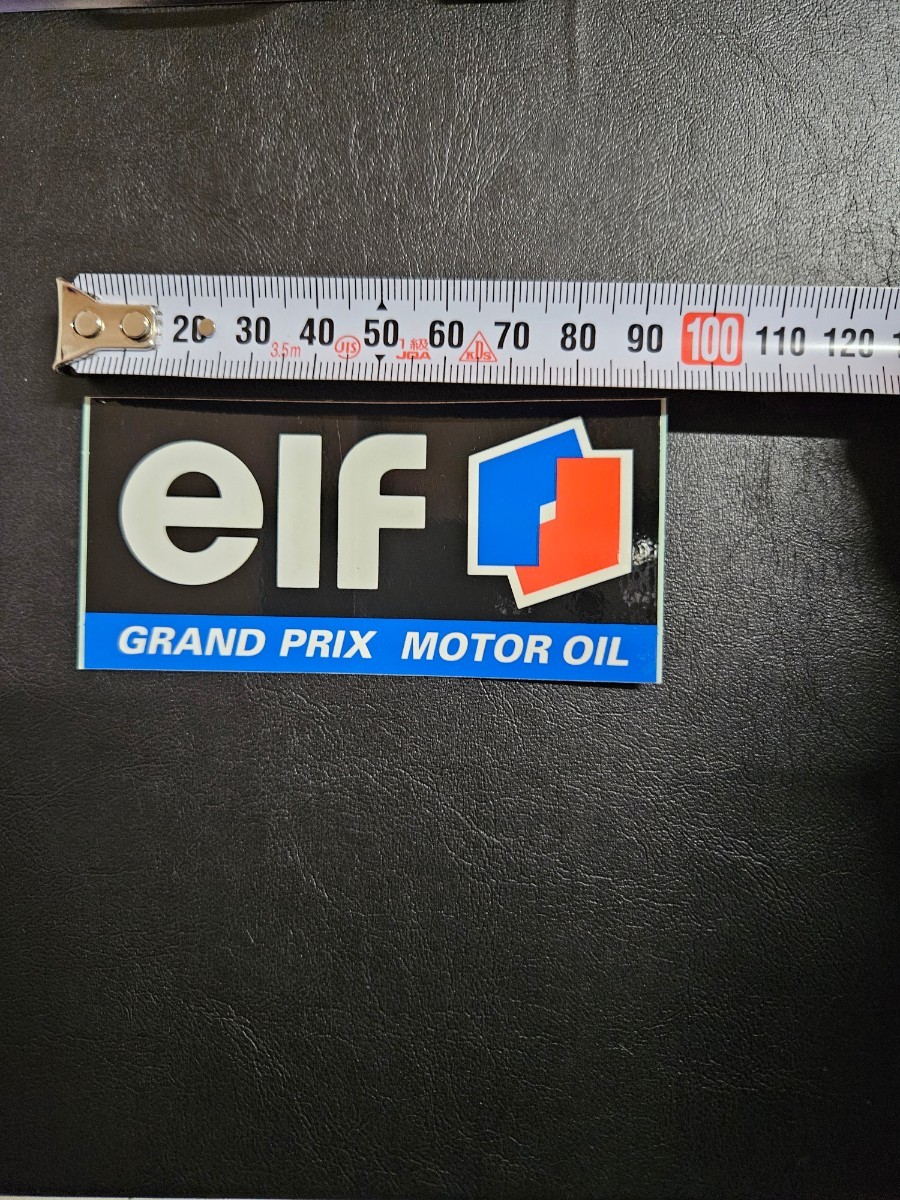 20 30 40 50 60 70 80 90 100 110 120 1
3.5m JIS 1級 JQA KDS
elf
GRAND PRIX MOTOR OIL